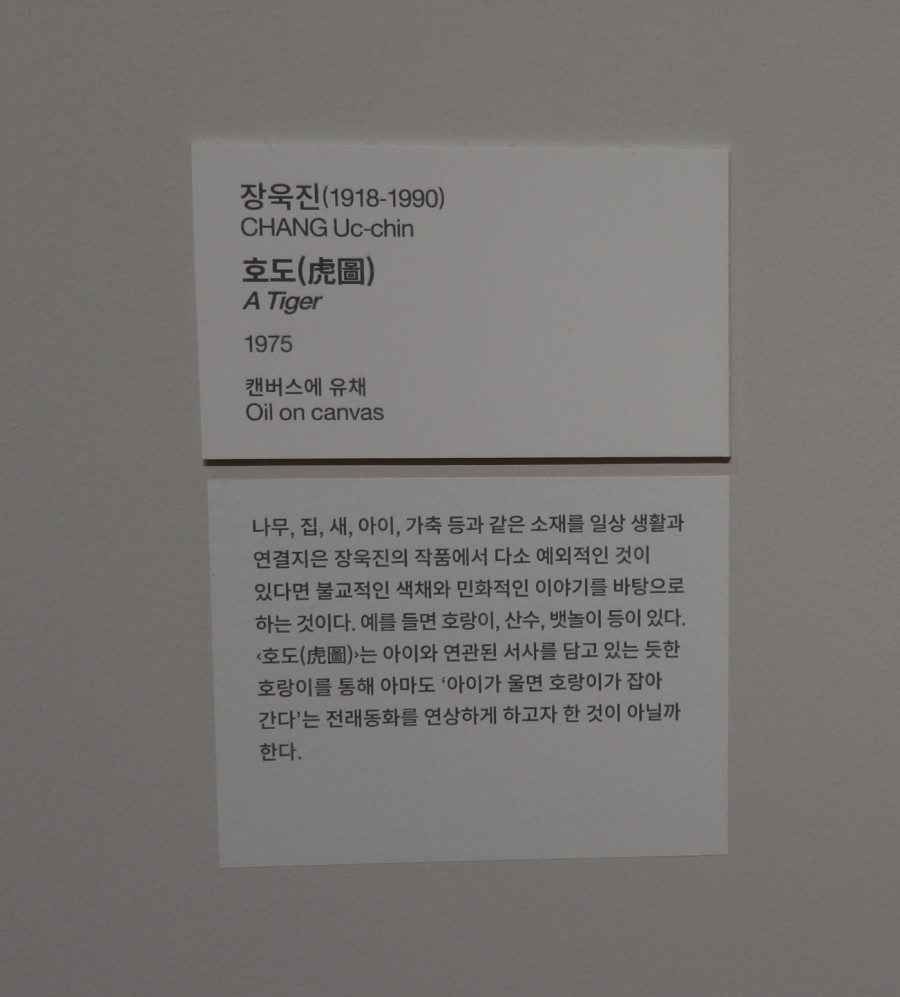 장욱진(1918-1990)
CHANG Uc-chin
호도(虎圖)
A Tiger
1975
캔버스에 유채
Oil on canvas
나무, 집, 새, 아이, 가축 등과 같은 소재를 일상 생활과
연결지은 장욱진의 작품에서 다소 예외적인 것이
있다면 불교적인 색채와 민화적인 이야기를 바탕으로
하는 것이다. 예를 들면 호랑이, 산수, 뱃놀이 등이 있다.
‹호도(虎圖)›는 아이와 연관된 서사를 담고 있는 듯한
호랑이를 통해 아마도 ‘아이가 울면 호랑이가 잡아
간다’는 전래동화를 연상하게 하고자 한 것이 아닐까
한다.